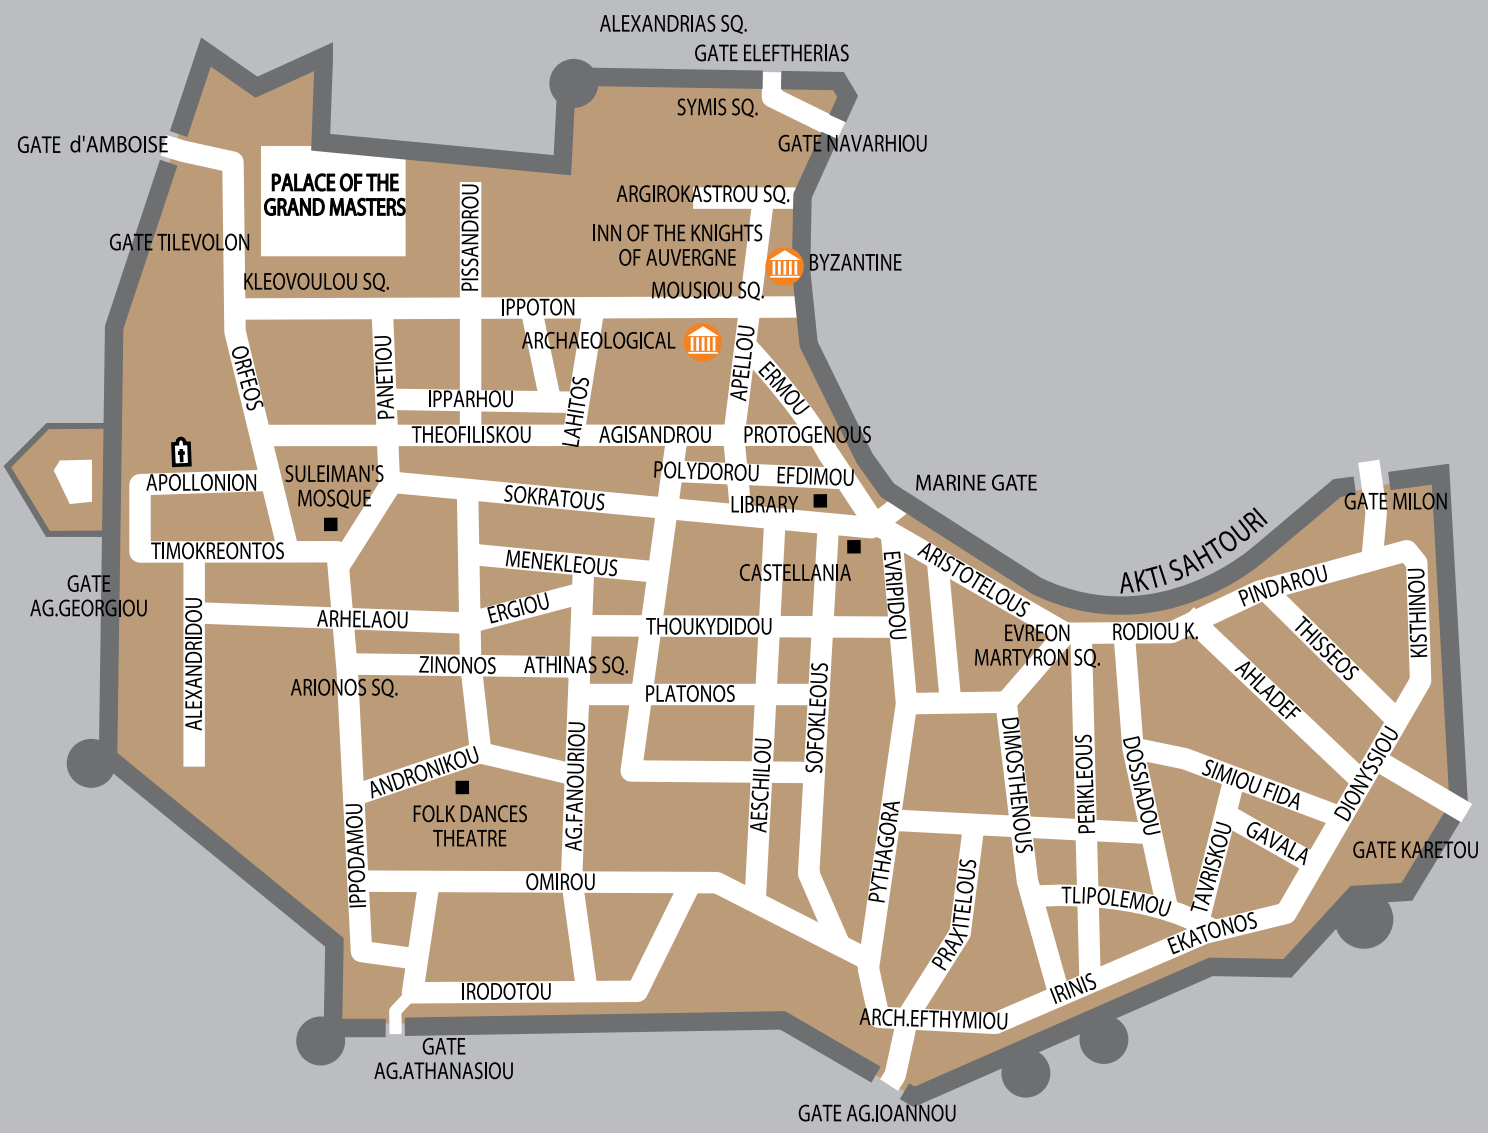 ALEXANDRIAS SQ.
GATE ELEFTHERIAS
SYMIS SQ.
GATE NAVARHIOU
GATE d'AMBOISE
PALACE OF THE
GRAND MASTERS
ARGIROKASTROU SQ.
PISSANDROU
INN OF THE KNIGHTS
OF AUVERGNE
GATE TILEVOLON
BYZANTINE
KLEOVOULOU SQ.
MOUSIOU SQ.
IPPOTON
ARCHAEOLOGICAL
ORFEOS
PANETIOU
APELLOU
ERMOU
IPPARHOU
LAHITOS
THEOFILISKOU
AGISANDROU
PROTOGENOUS
APOLLONION
SULEIMAN'S
MOSQUE
POLYDOROU
EFDIMOU
MARINE GATE
SOKRATOUS
LIBRARY
GATE MILON
AKTI SAHTOURI
TIMOKREONTOS
MENEKLEOUS
CASTELLANIA
EVRIPIDOU
ARISTOTELOUS
PINDAROU
KISTHINOU
GATE
AG.GEORGIOU
ALEXANDRIDOU
ARHELAOU
ERGIOU
THOUKYDIDOU
EVREON
MARTYRON SQ.
RODIOU K.
THISSEOS
ZINONOS
ATHINAS SQ.
ARIONOS SQ.
PLATONOS
SOFOKLEOUS
AHLADEF
ANDRONIKOU
AG.FANOURIOU
AESCHILOU
DIMOSTHENOUS
PERIKLEOUS
DOSSIADOU
SIMIOU FIDA
DIONYSSIOU
FOLK DANCES
THEATRE
IPPODAMOU
PYTHAGORA
GAVALA
GATE KARETOU
TAVRISKOU
OMIROU
PRAXITELOUS
TLIPOLEMOU
EKATONOS
IRODOTOU
IRINIS
ARCH.EFTHYMIOU
GATE
AG.ATHANASIOU
GATE AG.IOANNOU